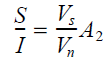 S/I = V_s/V_n A_2